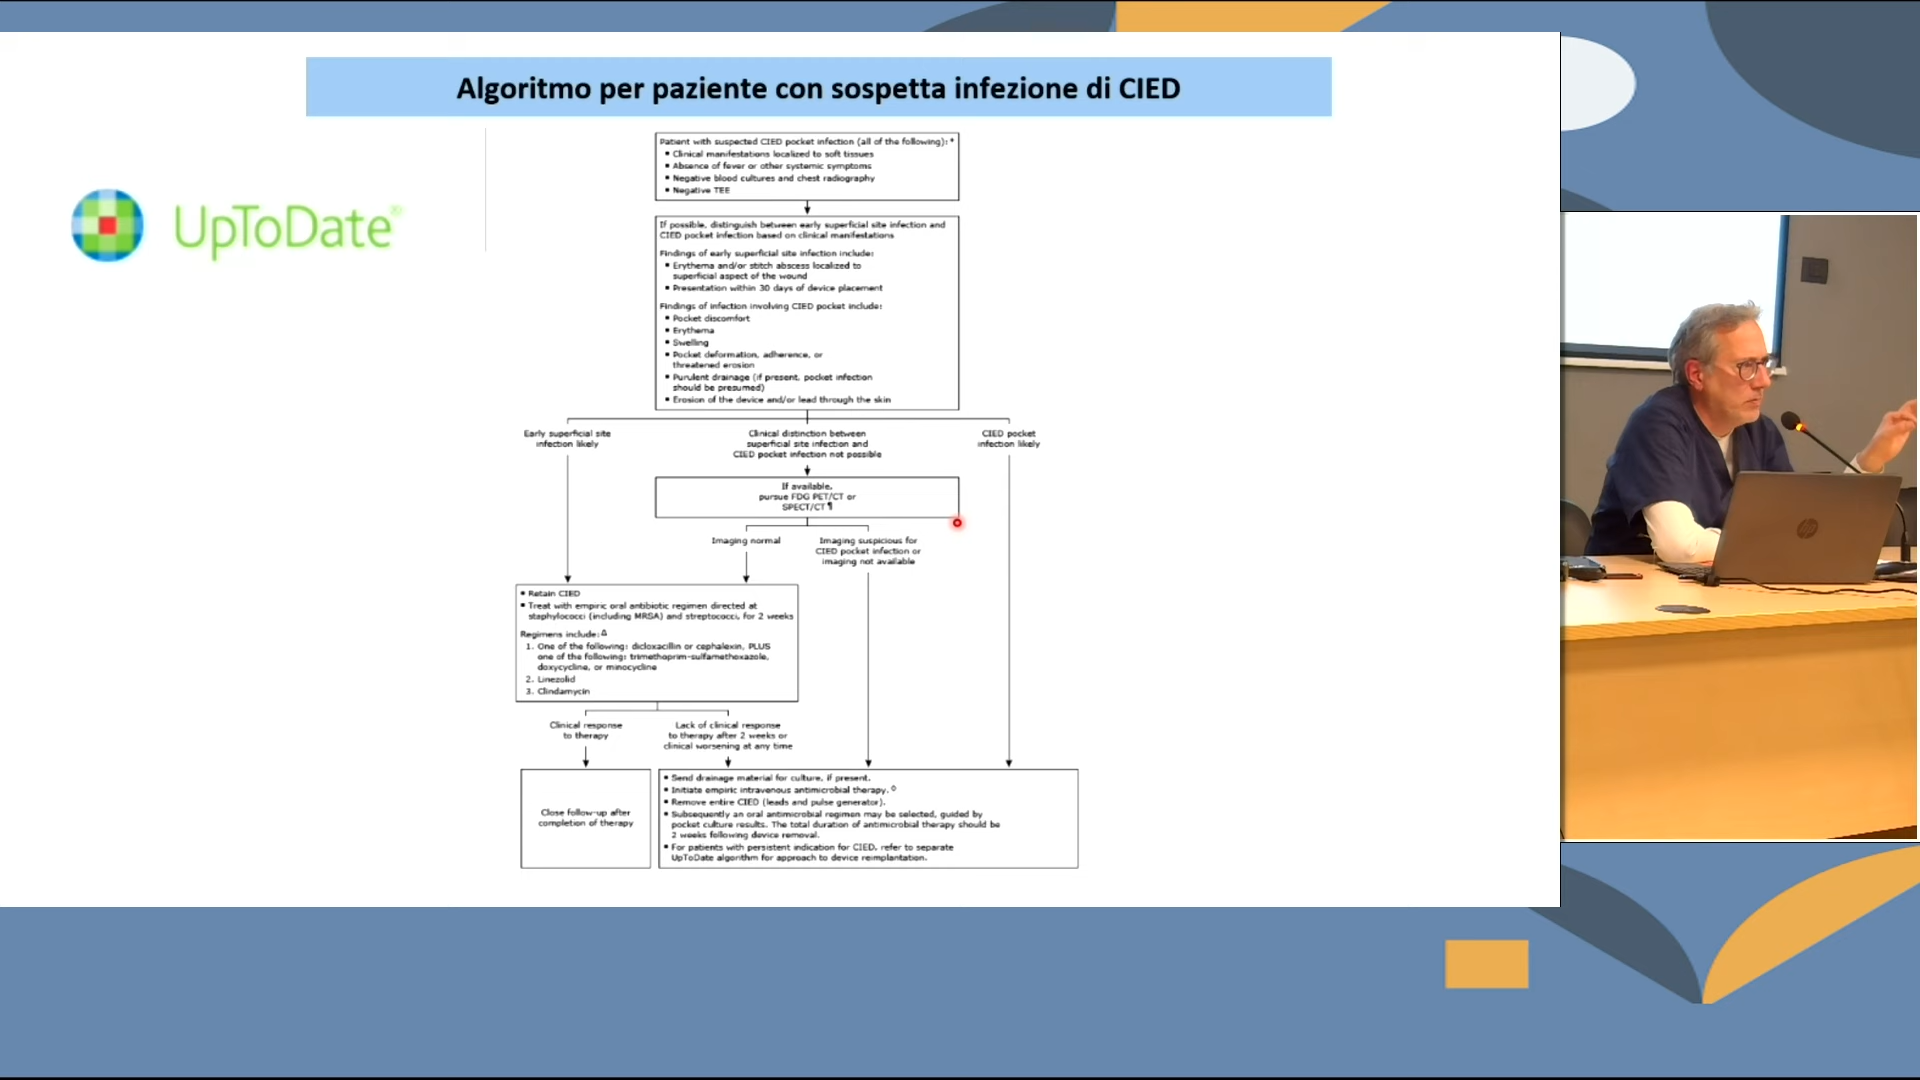 Algoritmo per paziente con sospetta infezione di CIED
UpToDate®
Patient with suspected CIED pocket infection (all of the following):*
▪ Clinical manifestations localized to soft tissues
▪ Absence of fever or other systemic symptoms
▪ Negative blood cultures and chest radiography
▪ Negative TEE
If possible, distinguish between early superficial site infection and
CIED pocket infection based on clinical manifestations
Findings of early superficial site infection include:
▪ Erythema and/or stitch abscess localized to
superficial aspect of the wound
▪ Presentation within 30 days of device placement
Findings of infection involving CIED pocket include:
▪ Pocket discomfort
▪ Erythema
▪ Swelling
▪ Pocket deformation, adherence, or
threatened erosion
▪ Purulent drainage (if present, pocket infection
should be presumed)
▪ Erosion of the device and/or lead through the skin
Early superficial site
infection likely
Clinical distinction between
superficial site infection and
CIED pocket infection not possible
CIED pocket
infection likely
If available,
pursue FDG PET/CT or
SPECT/CT¶
Imaging normal
Imaging suspicious for
CIED pocket infection or
imaging not available
▪ Retain CIED
▪ Treat with empiric oral antibiotic regimen directed at
staphylococci (including MRSA) and streptococci, for 2 weeks
Regimens include:Δ
1. One of the following: dicloxacillin or cephalexin, PLUS
one of the following: trimethoprim-sulfamethoxazole,
doxycycline, or minocycline
2. Linezolid
3. Clindamycin
Clinical response
to therapy
Lack of clinical response
to therapy after 2 weeks or
clinical worsening at any time
Close follow-up after
completion of therapy
▪ Send drainage material for culture, if present.
▪ Initiate empiric intravenous antimicrobial therapy.◊
▪ Remove entire CIED (leads and pulse generator).
▪ Subsequently an oral antimicrobial regimen may be selected, guided by
pocket culture results. The total duration of antimicrobial therapy should be
2 weeks following device removal.
▪ For patients with persistent indication for CIED, refer to separate
UpToDate algorithm for approach to device reimplantation.
hp